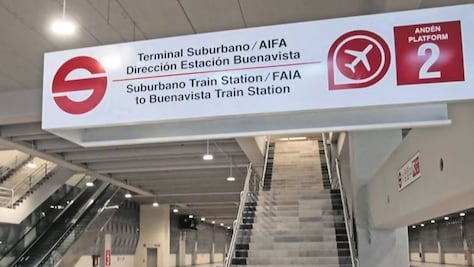 Terminal Suburbano/AIFA
Dirección Estación Buenavista
Suburbano Train Station/FAIA
to Buenavista Train Station
ANDÉN
PLATFORM
2